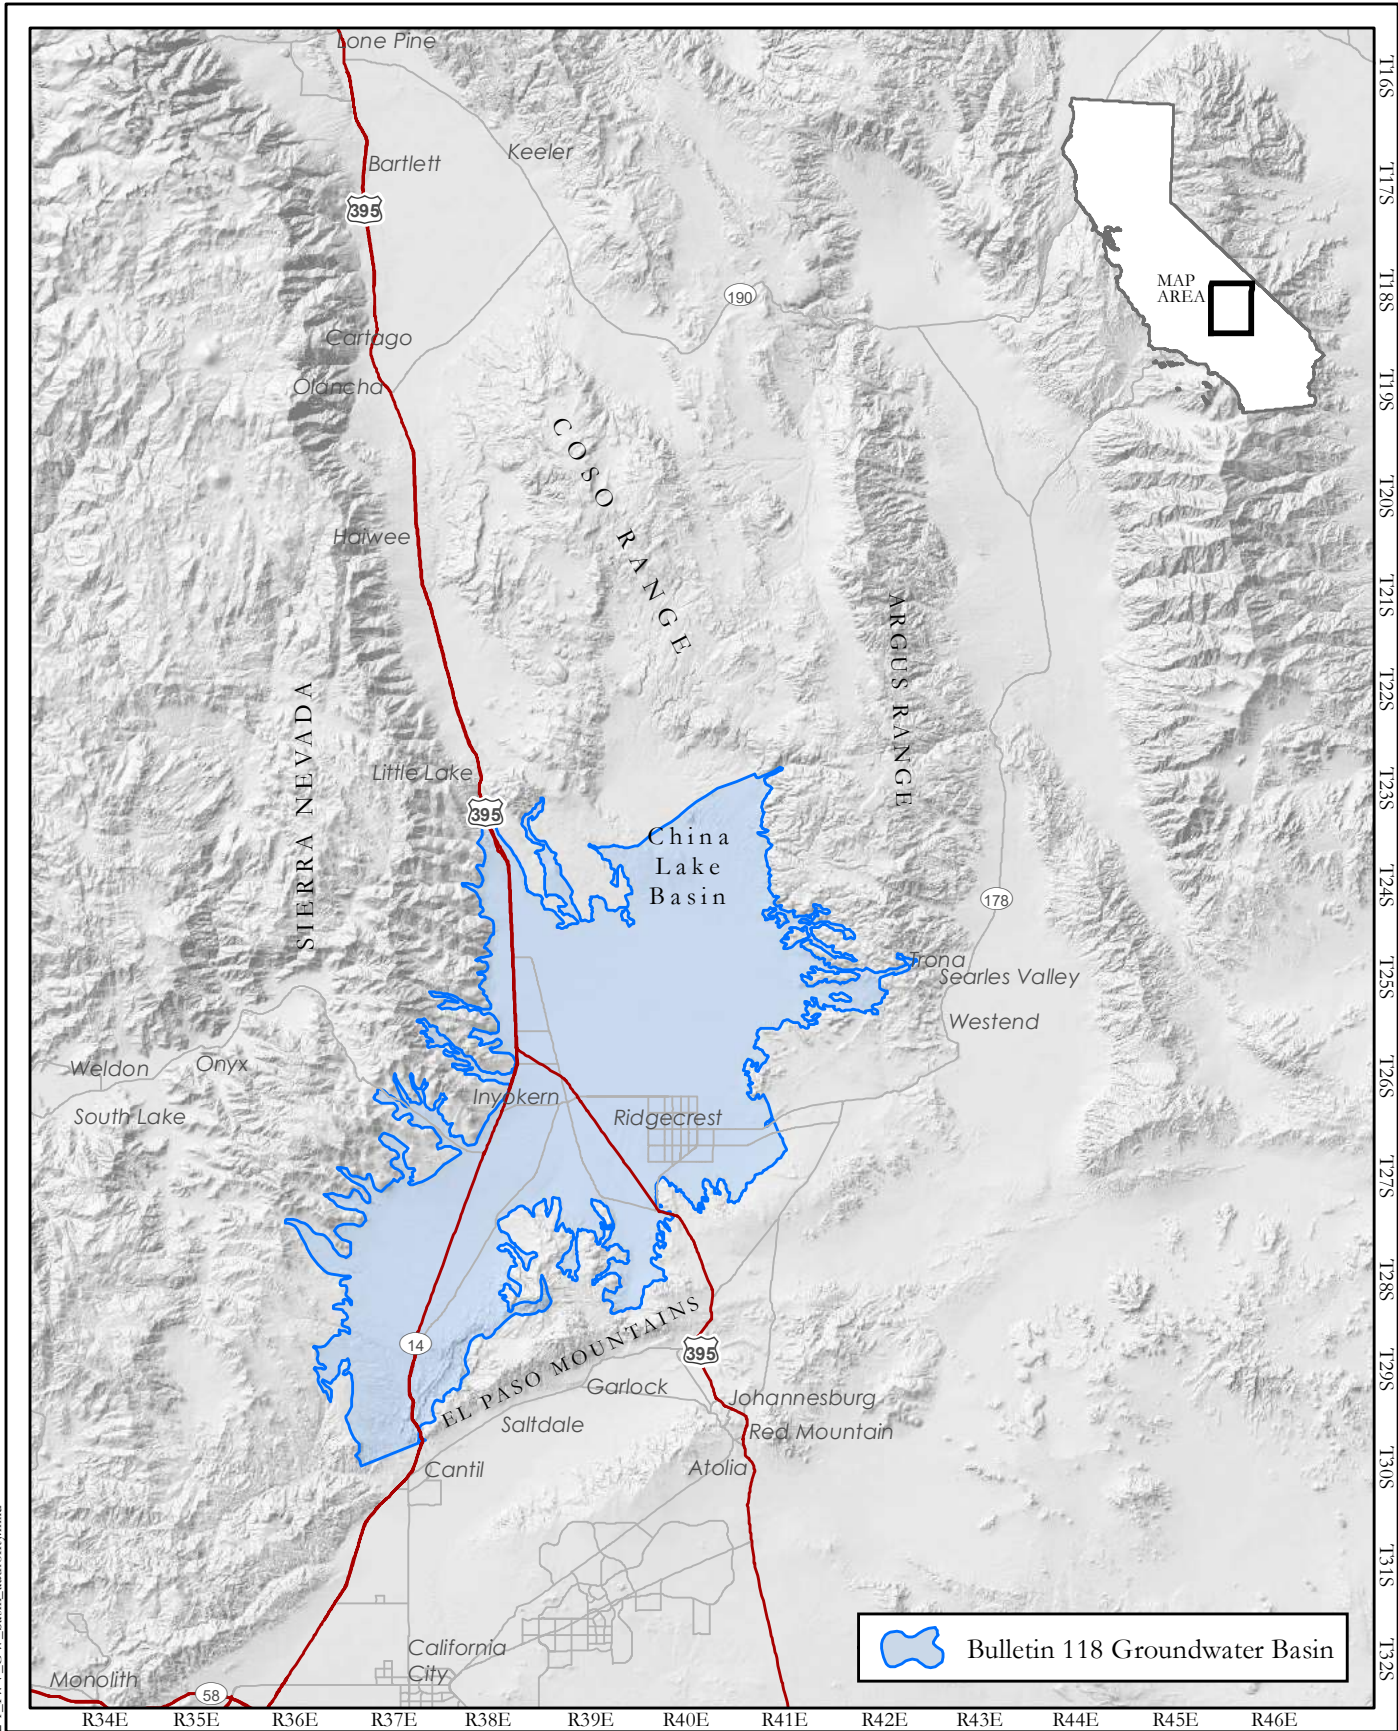 Lone Pine
T16S
Bartlett
Keeler
T17S
395
190
MAP
AREA
T18S
Cartago
Olancha
T19S
COSO RANGE
T20S
Haiwee
ARGUS RANGE
T21S
SIERRA NEVADA
T22S
Little Lake
T23S
395
China
Lake
Basin
178
T24S
Trona
Searles Valley
T25S
Westend
Weldon
Onyx
Inyokern
T26S
South Lake
Ridgecrest
T27S
T28S
14
EL PASO MOUNTAINS
395
T29S
Garlock
Johannesburg
Saltdale
Red Mountain
Cantil
Atolia
T30S
T31S
California
City
Bulletin 118 Groundwater Basin
T32S
Monolith
58
R34E R35E R36E R37E R38E R39E R40E R41E R42E R43E R44E R45E R46E